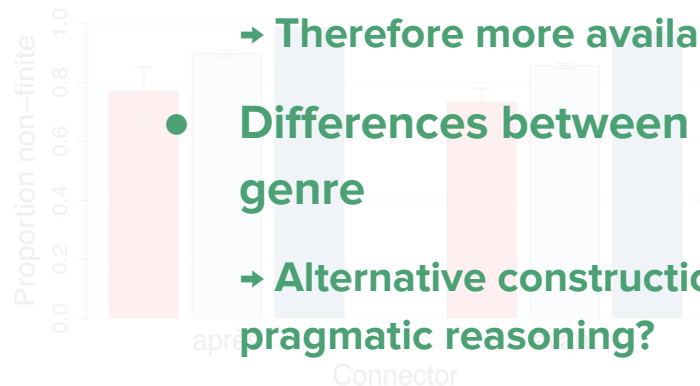 → Therefore more availa
• Differences between
genre
→ Alternative constructio
pragmatic reasoning?
Proportion non-finite
1.0
0.8
0.6
0.4
0.2
0.0
Connector